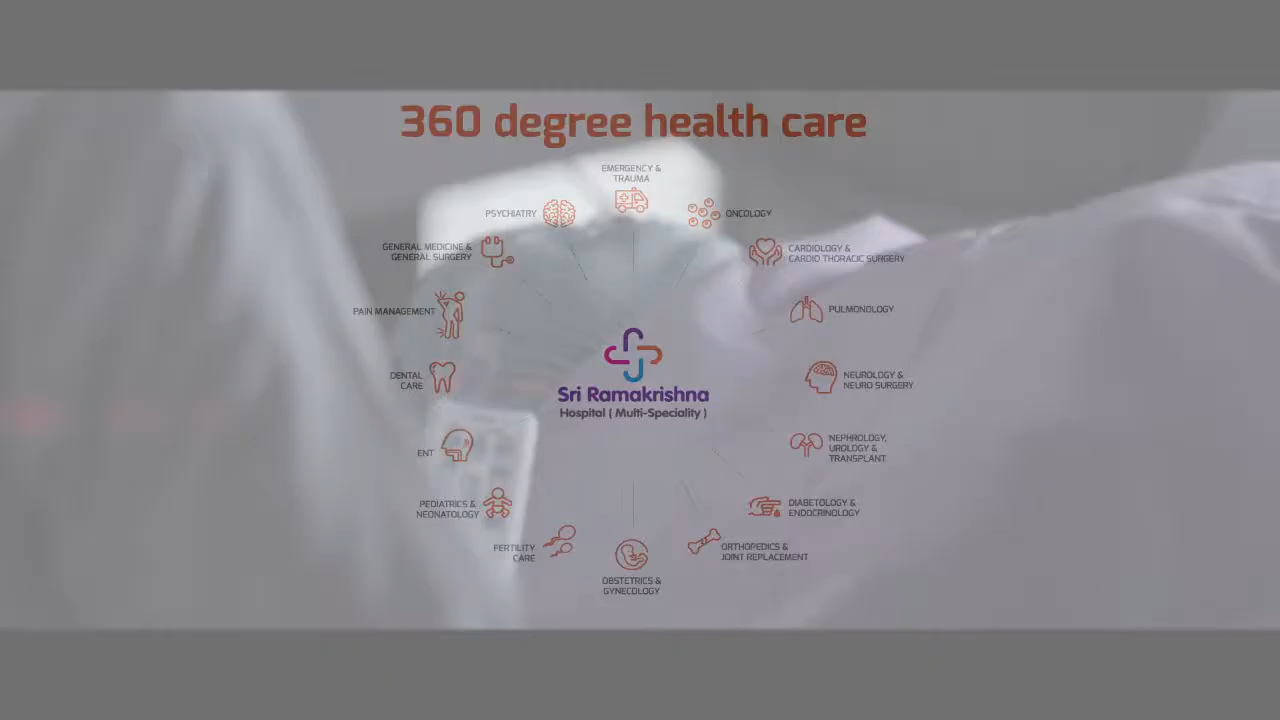 360 degree health care
EMERGENCY &
TRAUMA
PSYCHIATRY
ONCOLOGY
GENERAL MEDICINE &
GENERAL SURGERY
CARDIOLOGY &
CARDIO THORACIC SURGERY
PAIN MANAGEMENT
PULMONOLOGY
DENTAL
CARE
NEUROLOGY &
NEURO SURGERY
Sri Ramakrishna
Hospital ( Multi-Speciality )
ENT
NEPHROLOGY,
UROLOGY &
TRANSPLANT
PEDIATRICS &
NEONATOLOGY
DIABETOLOGY &
ENDOCRINOLOGY
FERTILITY
CARE
ORTHOPEDICS &
JOINT REPLACEMENT
OBSTETRICS &
GYNECOLOGY